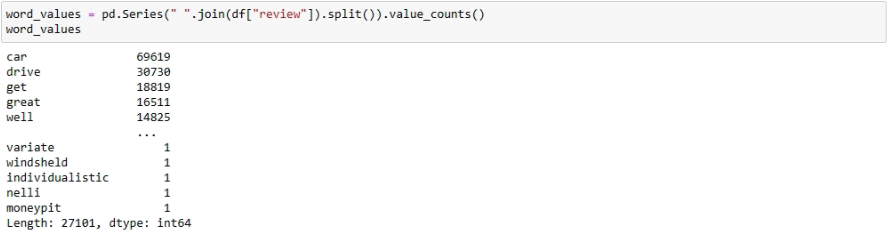 word_values = pd.Series(" ".join(df["review"]).split()).value_counts()
word_values
car 69619
drive 30730
get 18819
great 16511
well 14825
...
variate 1
windsheld 1
individualistic 1
nelli 1
moneypit 1
Length: 27101, dtype: int64